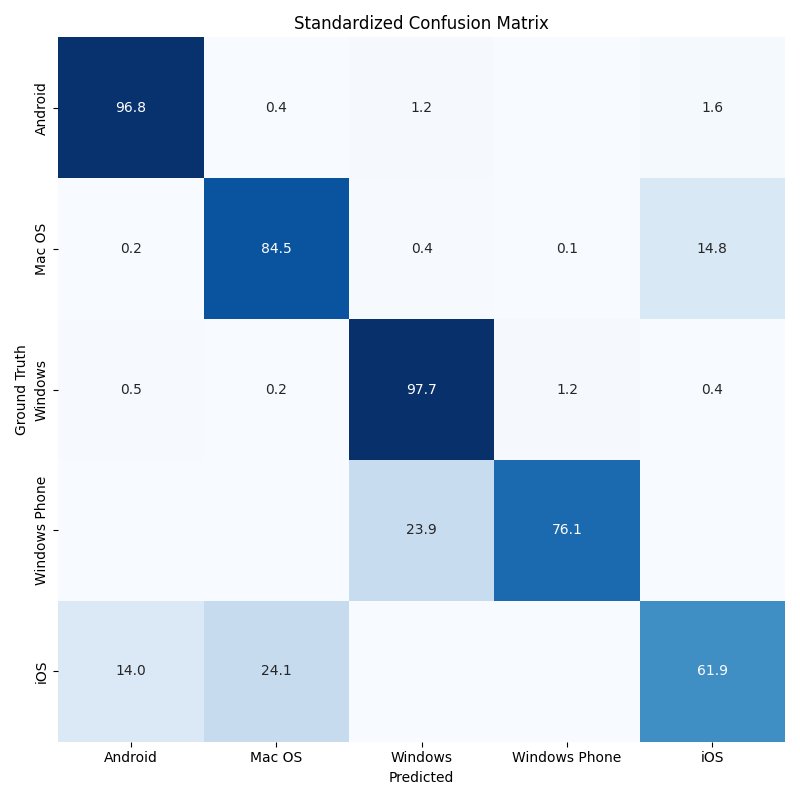 Standardized Confusion Matrix
Ground Truth
Android
96.8 0.4 1.2 1.6
Mac OS
0.2 84.5 0.4 0.1 14.8
Windows
0.5 0.2 97.7 1.2 0.4
Windows Phone
23.9 76.1
iOS
14.0 24.1 61.9
Android Mac OS Windows Windows Phone iOS
Predicted